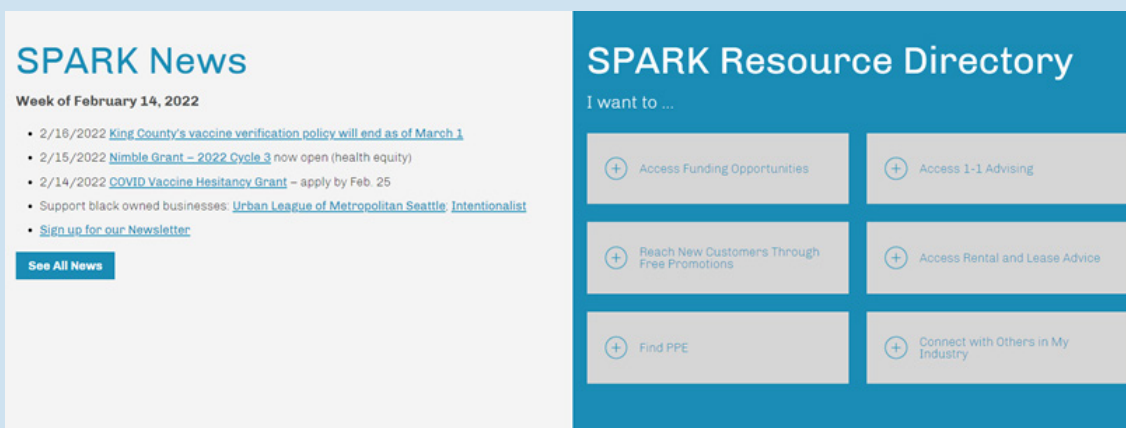 SPARK News
Week of February 14, 2022
• 2/16/2022 King County's vaccine verification policy will end as of March 1
• 2/15/2022 Nimble Grant – 2022 Cycle 3 now open (health equity)
• 2/14/2022 COVID Vaccine Hesitancy Grant – apply by Feb. 25
• Support black owned businesses: Urban League of Metropolitan Seattle; Intentionalist
• Sign up for our Newsletter
See All News
SPARK Resource Directory
I want to ...
Access Funding Opportunities
Access 1-1 Advising
Reach New Customers Through
Free Promotions
Access Rental and Lease Advice
Find PPE
Connect with Others in My
Industry